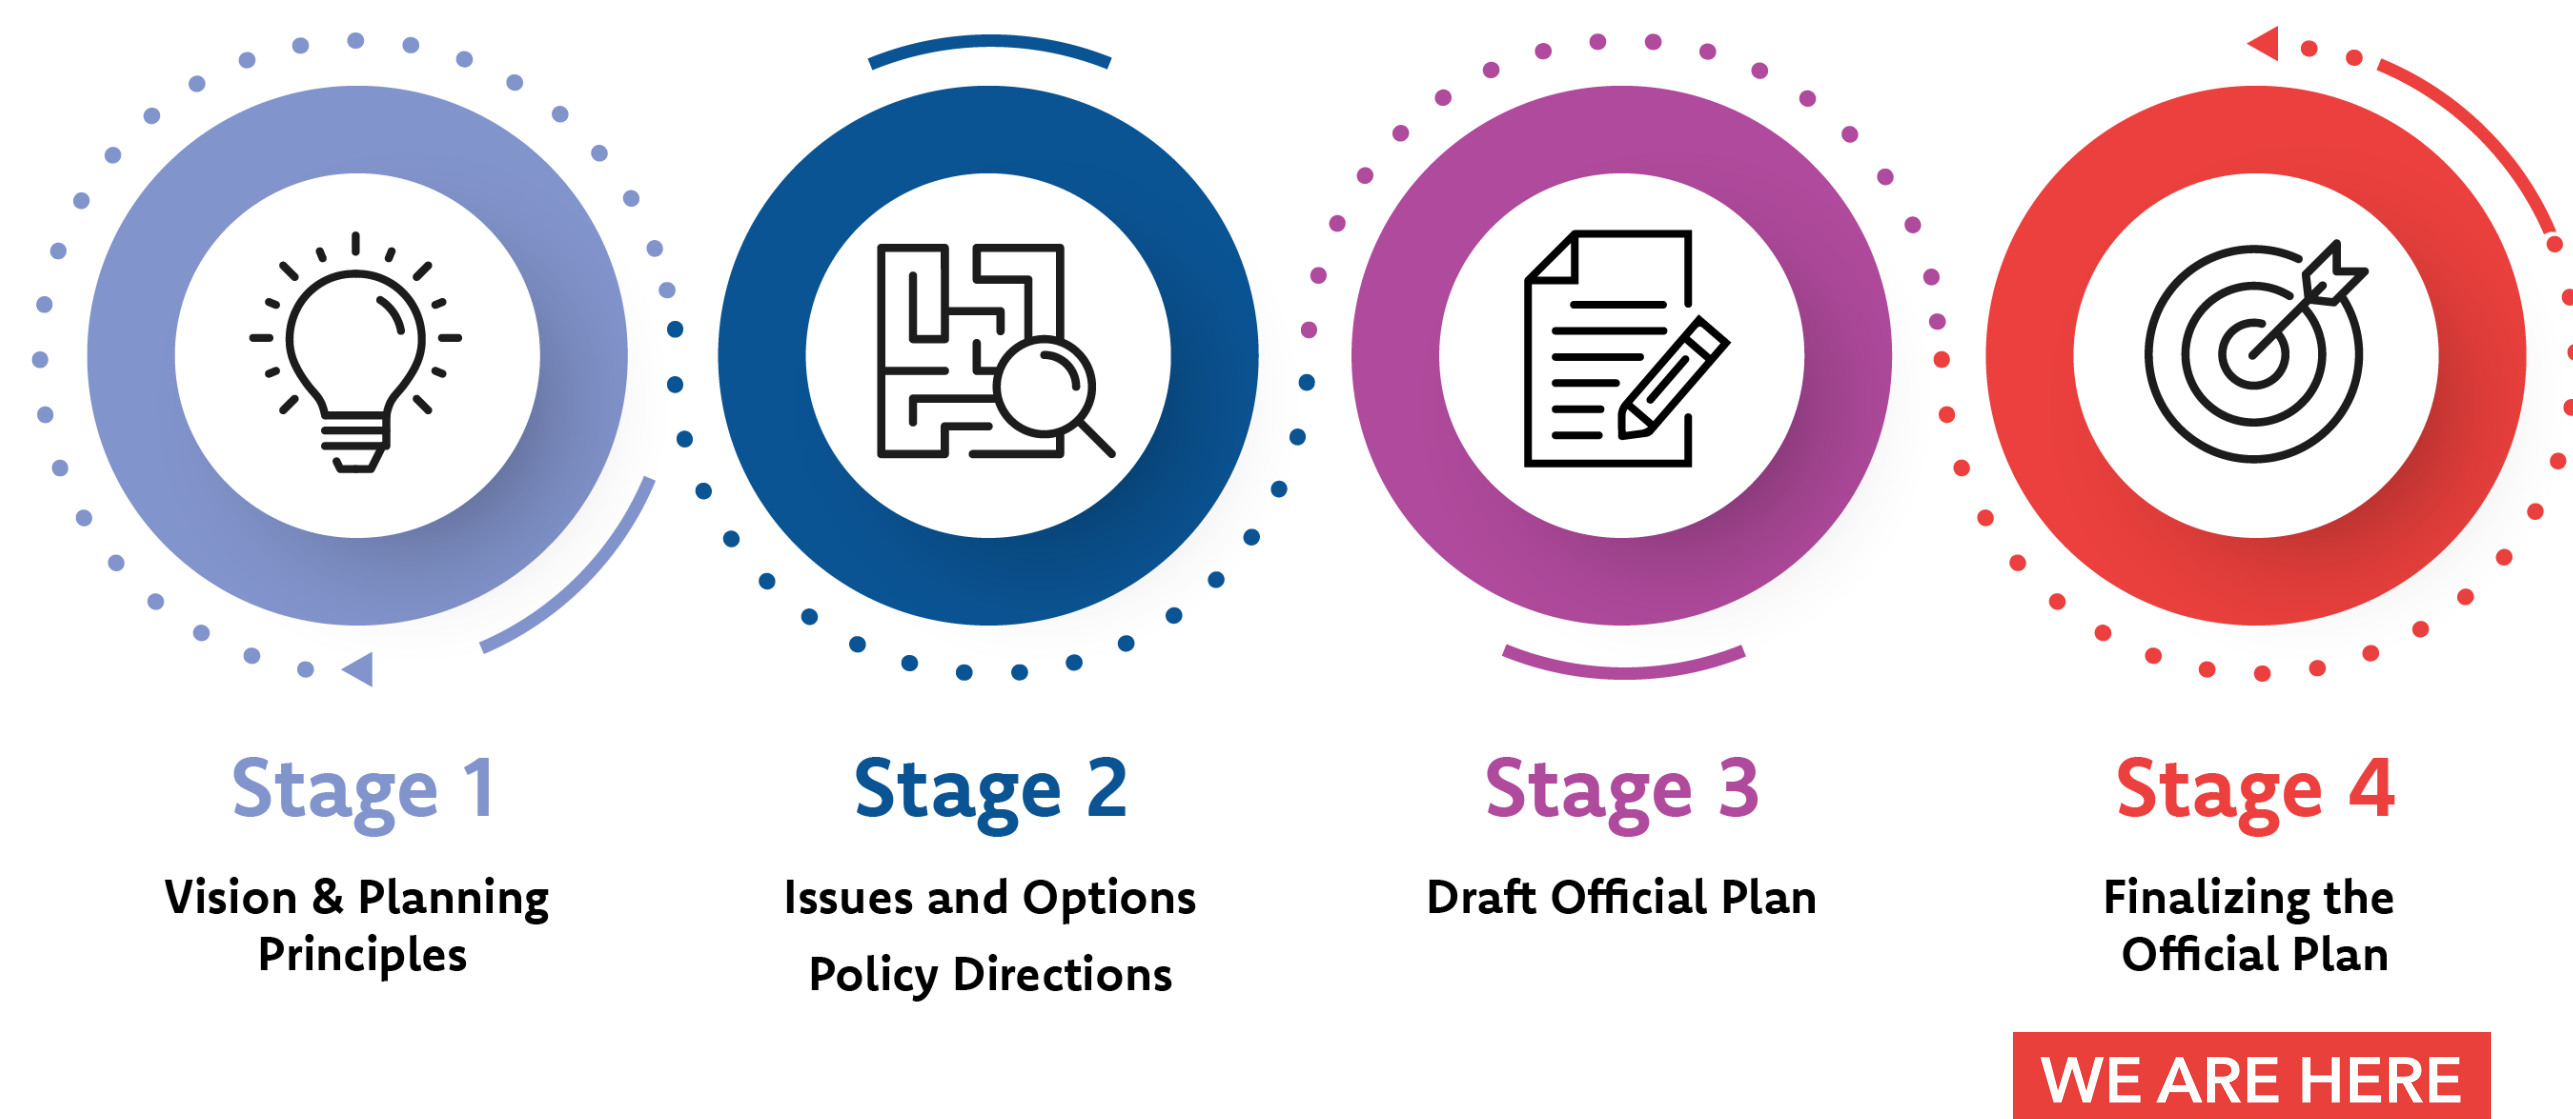 Stage 1
Vision & Planning
Principles
Stage 2
Issues and Options
Policy Directions
Stage 3
Draft Official Plan
Stage 4
Finalizing the
Official Plan
WE ARE HERE